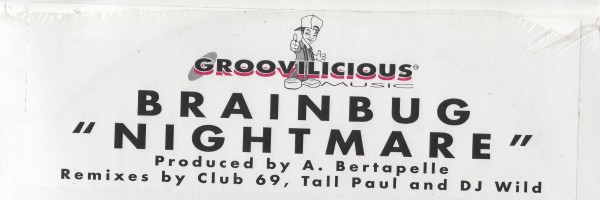 GROOVILICIOUS®
MUSIC
BRAINBUG
"NIGHTMARE"
Produced by A. Bertapelle
Remixes by Club 69, Tall Paul and DJ Wild